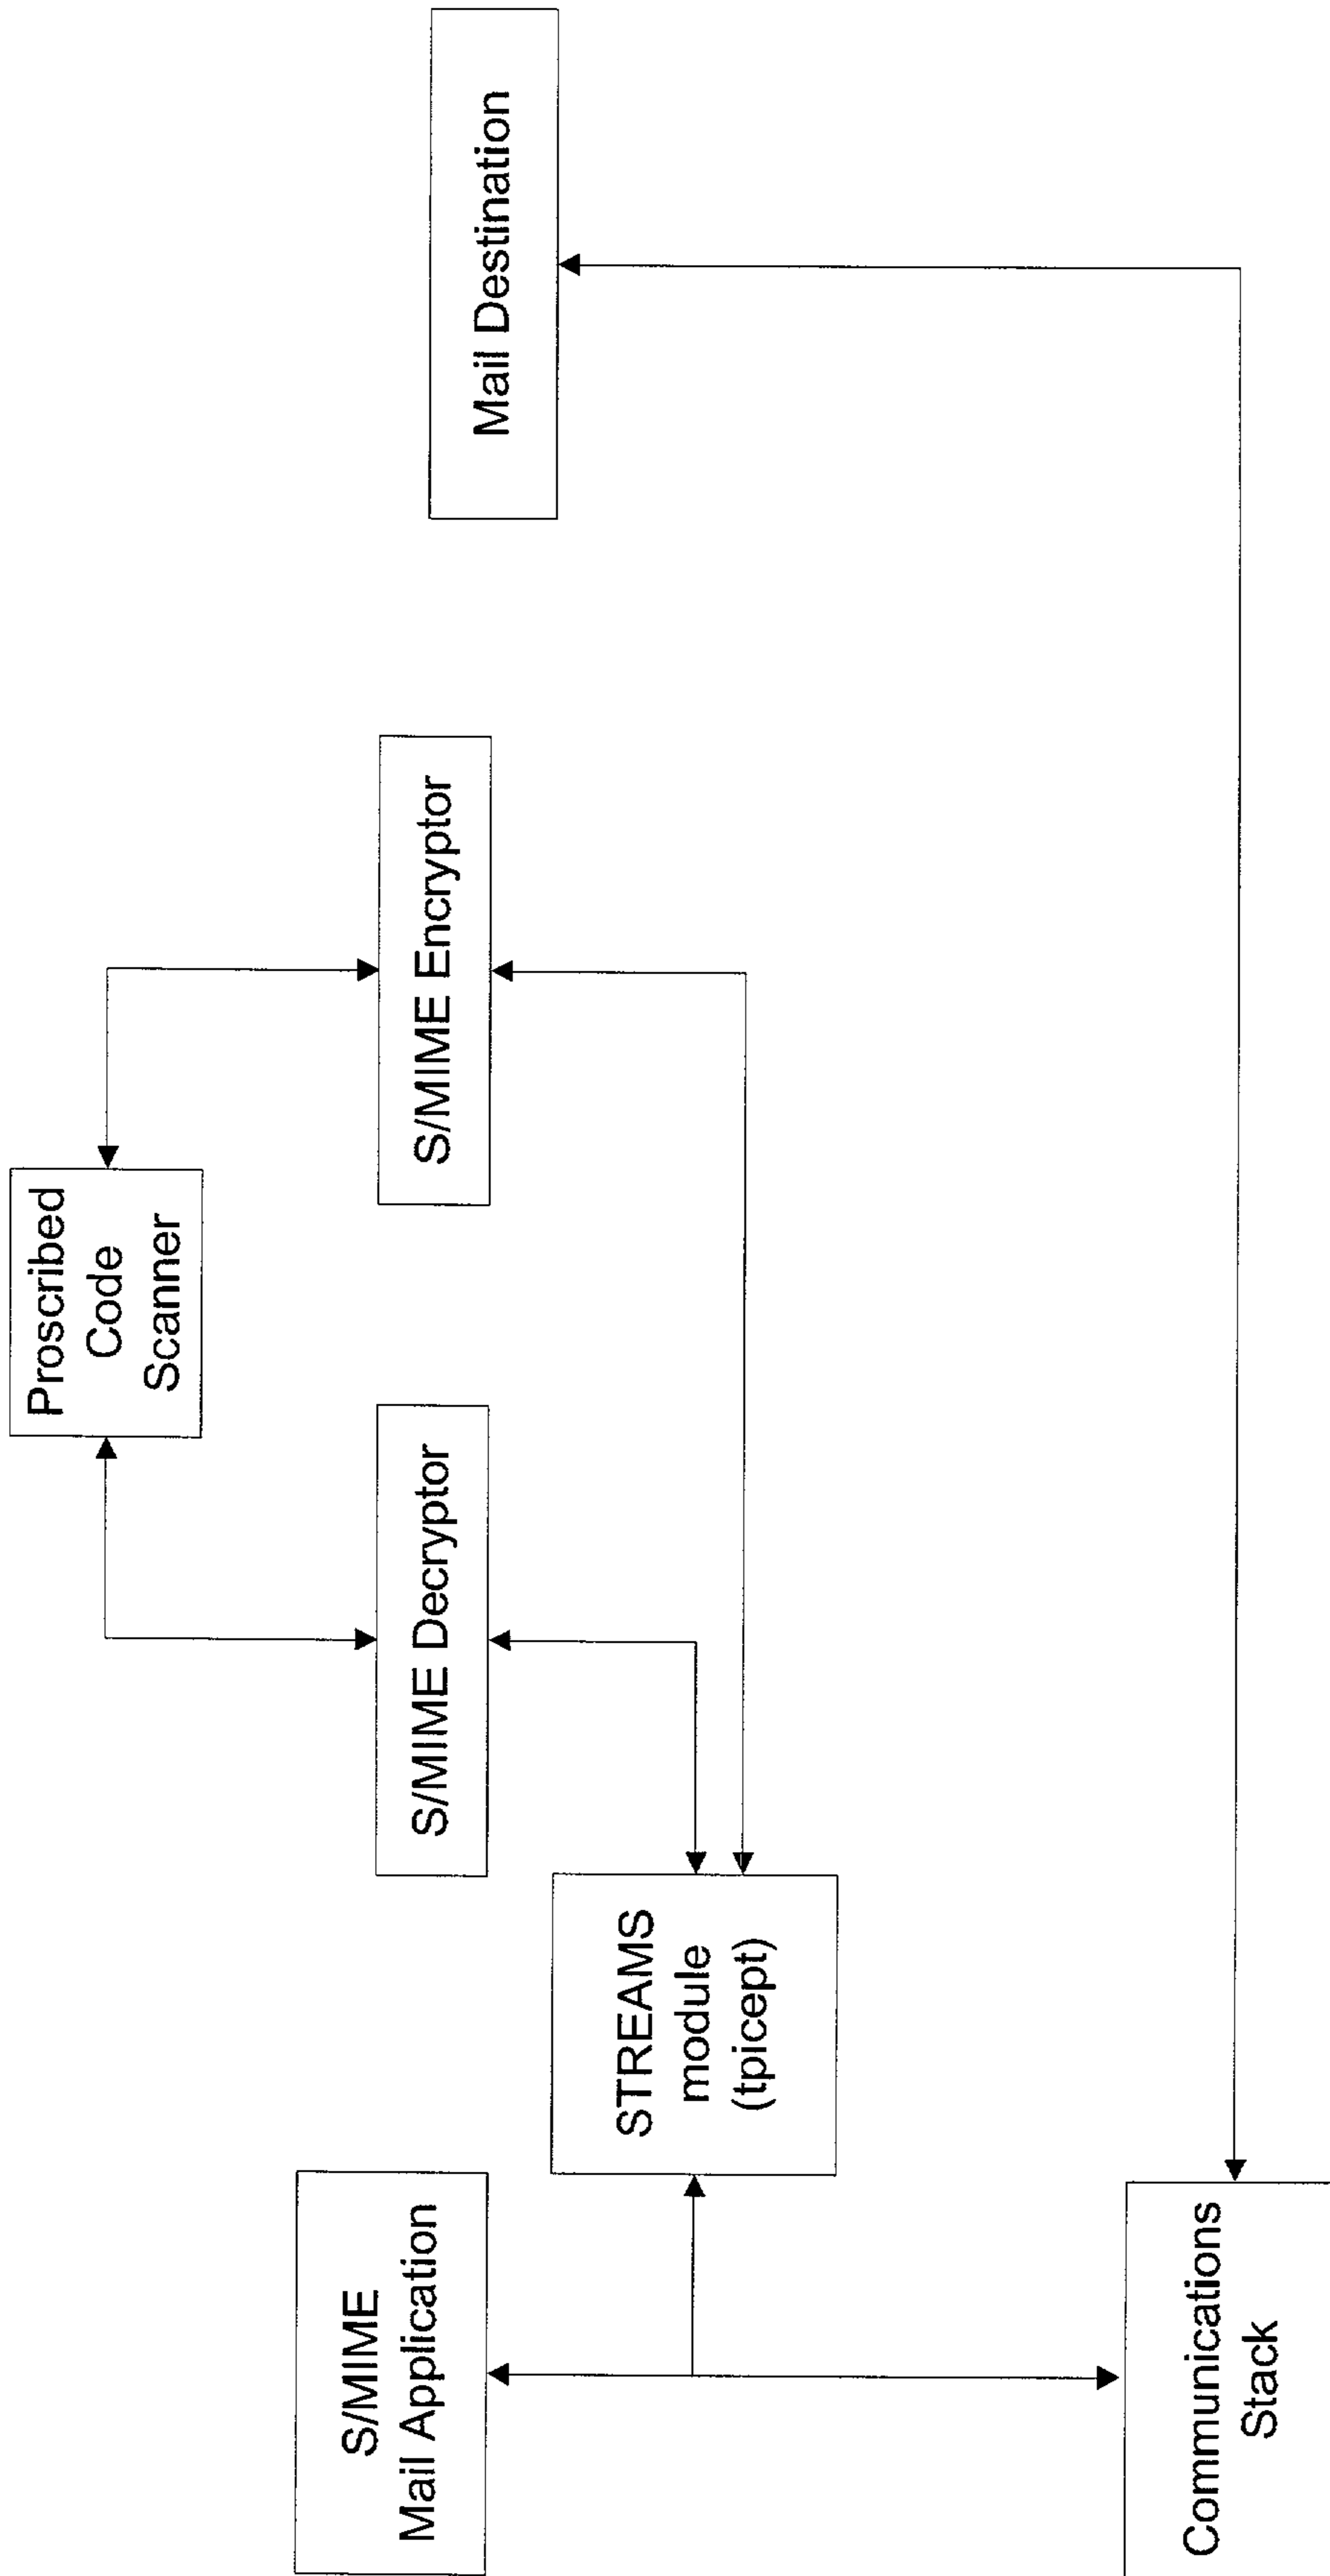 Proscribed
Code
Scanner
S/MIME
Mail Application
S/MIME Decryptor
S/MIME Encryptor
Mail Destination
STREAMS
module
(tpicept)
Communications
Stack